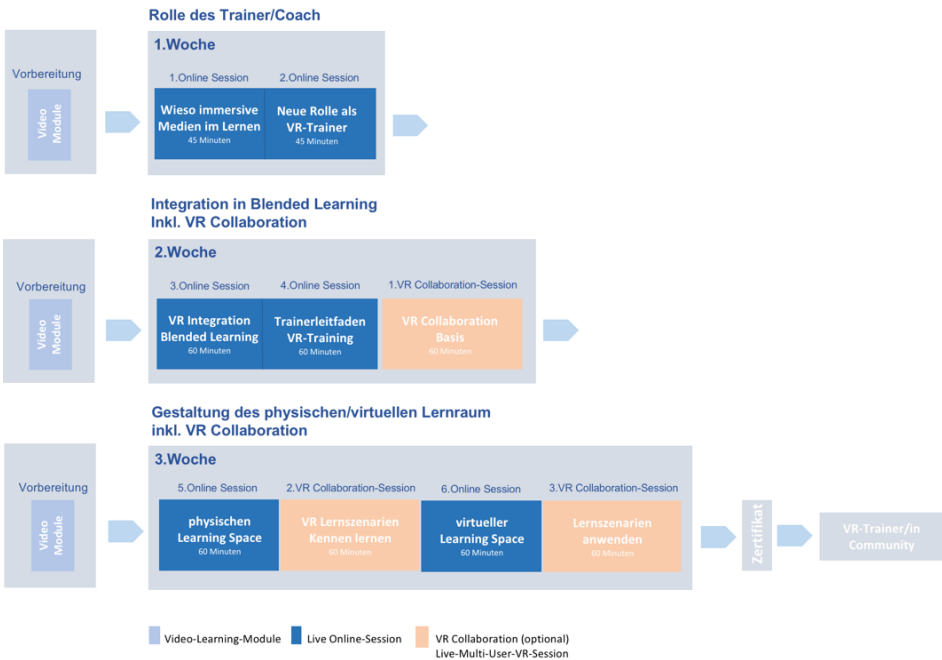 Rolle des Trainer/Coach
1.Woche
Vorbereitung
1.Online Session
2.Online Session
Video
Module
Wieso immersive
Medien im Lernen
45 Minuten
Neue Rolle als
VR-Trainer
45 Minuten
Integration in Blended Learning
Inkl. VR Collaboration
2.Woche
Vorbereitung
3.Online Session
4.Online Session
1.VR Collaboration-Session
Video
Module
VR Integration
Blended Learning
60 Minuten
Trainerleitfaden
VR-Training
60 Minuten
VR Collaboration
Basis
60 Minuten
Gestaltung des physischen/virtuellen Lernraum
inkl. VR Collaboration
3.Woche
Vorbereitung
5.Online Session
2.VR Collaboration-Session
6.Online Session
3.VR Collaboration-Session
Video
Module
physischen
Learning Space
60 Minuten
VR Lernszenarien
Kennen lernen
60 Minuten
virtueller
Learning Space
60 Minuten
Lernszenarien
anwenden
60 Minuten
Zertifikat
VR-Trainer/in
Community
Video-Learning-Module
Live Online-Session
VR Collaboration (optional)
Live-Multi-User-VR-Session